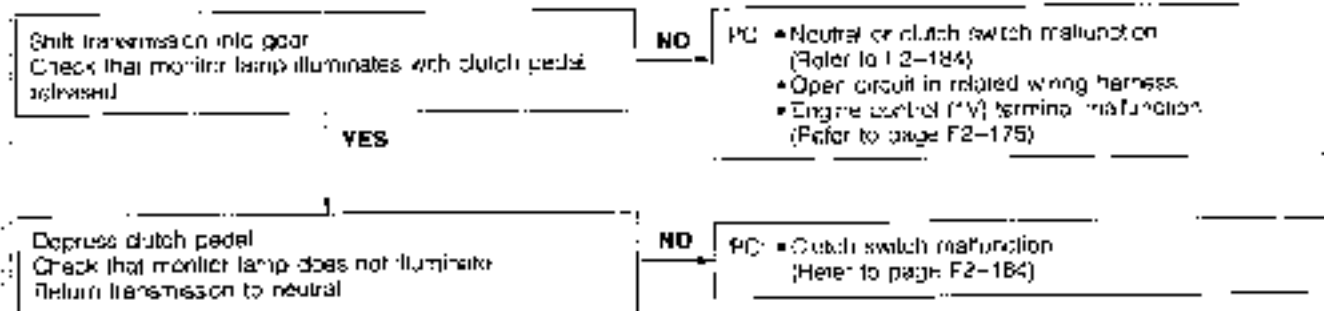 Shift transmission into gear
Check that monitor lamp illuminates with clutch pedal
released
NO
PC: • Neutral or clutch switch malfunction
(Refer to F2–184)
• Open circuit in related wiring harness
• Engine control (1V) terminal malfunction
(Refer to page F2–175)
YES
Depress clutch pedal
Check that monitor lamp does not illuminate
Return transmission to neutral
NO
PC: • Clutch switch malfunction
(Refer to page F2–184)